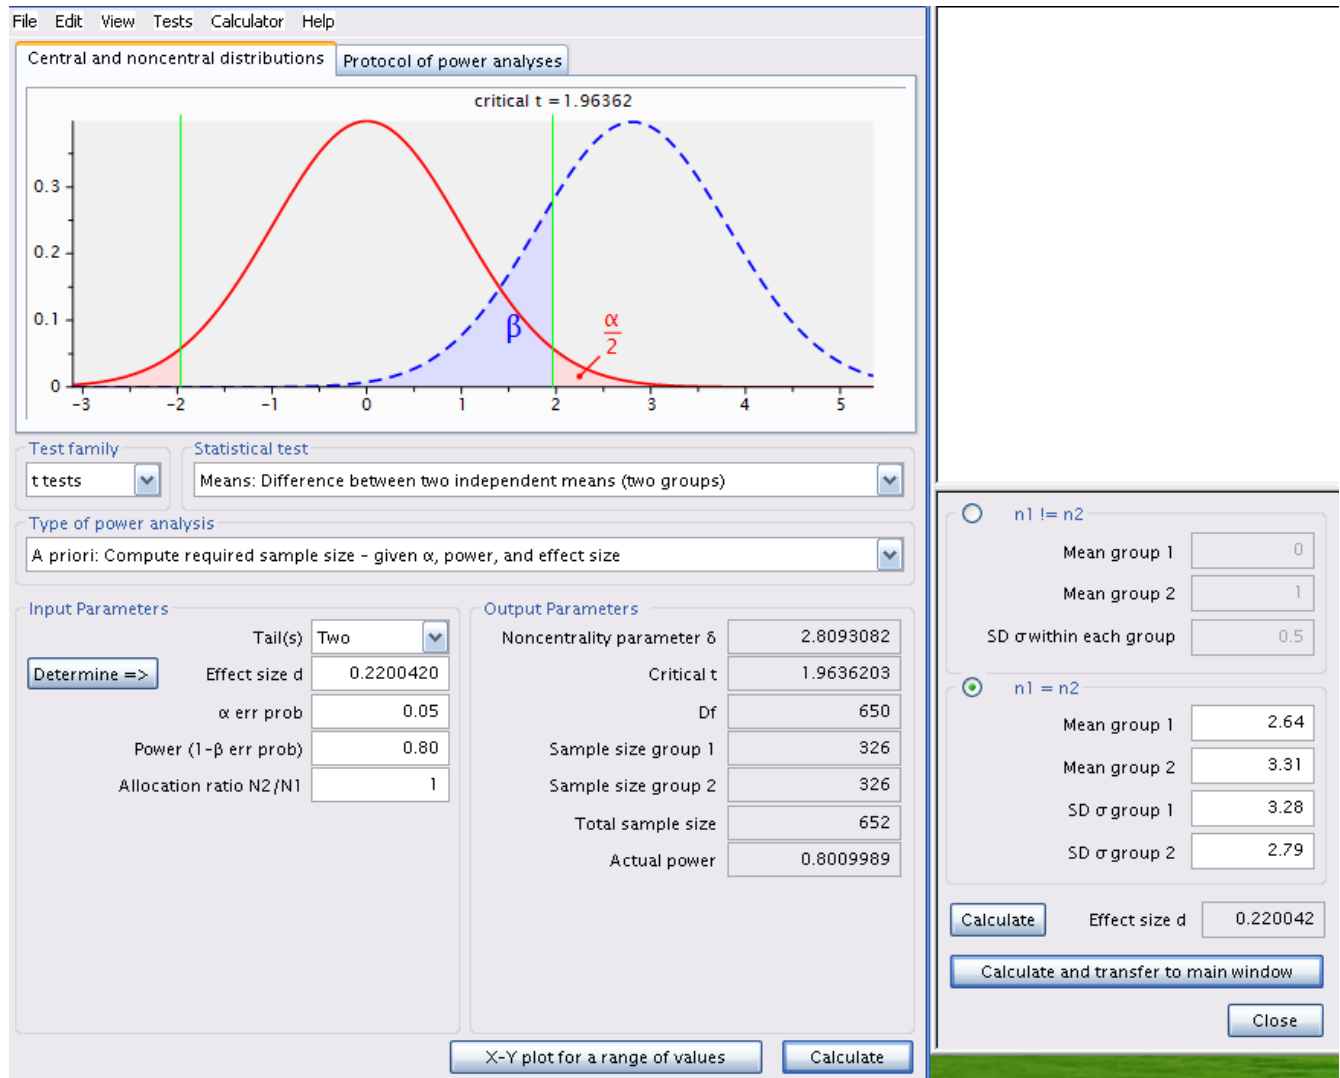 File Edit View Tests Calculator Help
Central and noncentral distributions Protocol of power analyses
critical t = 1.96362
0.3
0.2
0.1
0
β
α
2
-3 -2 -1 0 1 2 3 4 5
Test family
t tests
Statistical test
Means: Difference between two independent means (two groups)
Type of power analysis
A priori: Compute required sample size – given α, power, and effect size
Input Parameters
Tail(s) Two
Determine => Effect size d 0.2200420
α err prob 0.05
Power (1-β err prob) 0.80
Allocation ratio N2/N1 1
Output Parameters
Noncentrality parameter δ 2.8093082
Critical t 1.9636203
Df 650
Sample size group 1 326
Sample size group 2 326
Total sample size 652
Actual power 0.8009989
X-Y plot for a range of values Calculate
n1 != n2
Mean group 1 0
Mean group 2 1
SD σ within each group 0.5
n1 = n2
Mean group 1 2.64
Mean group 2 3.31
SD σ group 1 3.28
SD σ group 2 2.79
Calculate Effect size d 0.220042
Calculate and transfer to main window
Close